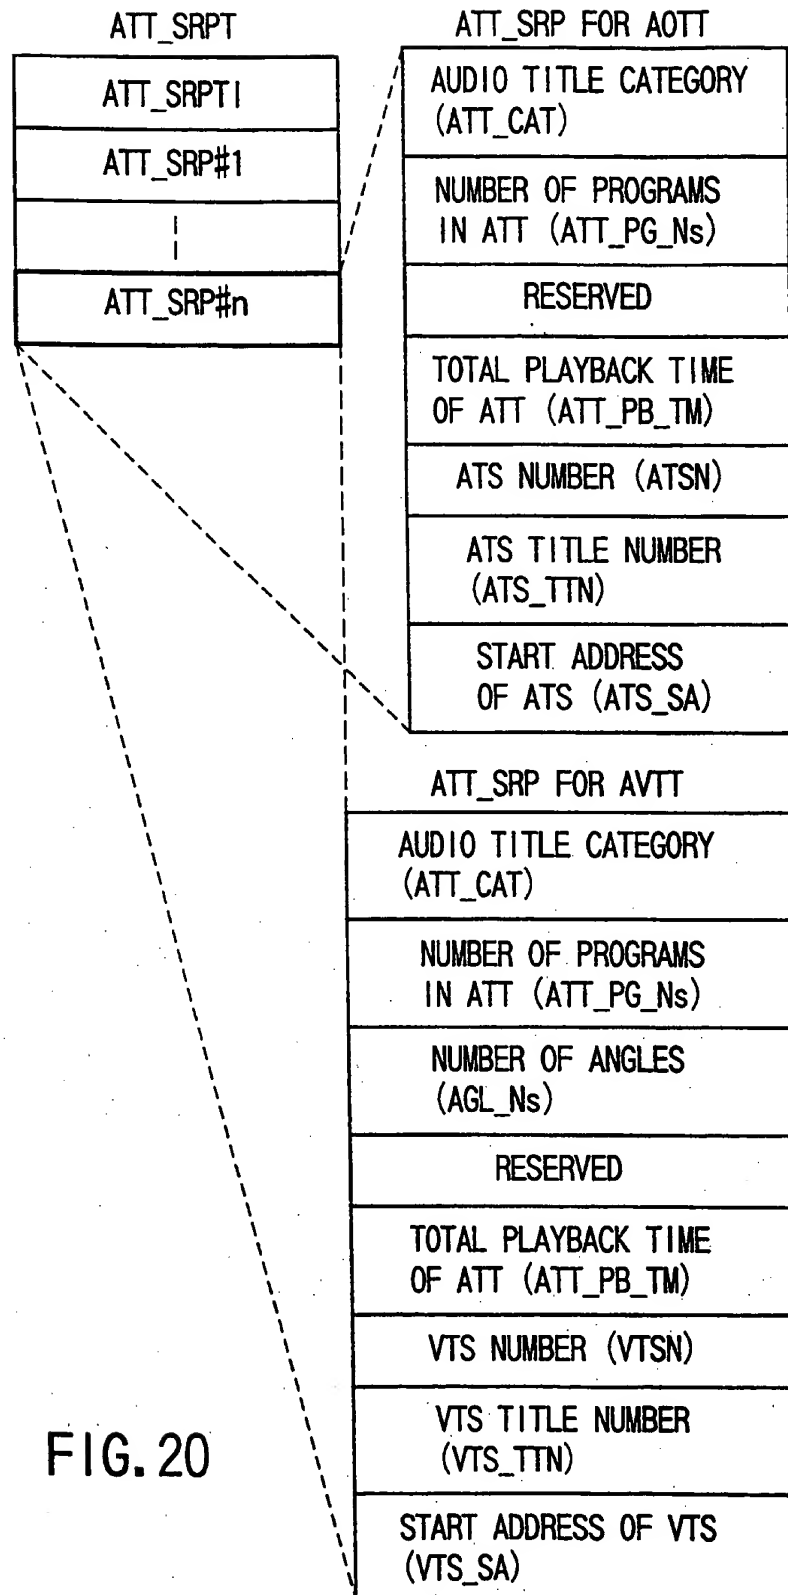 ATT_SRPT
ATT_SRPTI
ATT_SRP#1
ATT_SRP#n
ATT_SRP FOR AOTT
AUDIO TITLE CATEGORY
(ATT_CAT)
NUMBER OF PROGRAMS
IN ATT (ATT_PG_Ns)
RESERVED
TOTAL PLAYBACK TIME
OF ATT (ATT_PB_TM)
ATS NUMBER (ATSN)
ATS TITLE NUMBER
(ATS_TTN)
START ADDRESS
OF ATS (ATS_SA)
ATT_SRP FOR AVTT
AUDIO TITLE CATEGORY
(ATT_CAT)
NUMBER OF PROGRAMS
IN ATT (ATT_PG_Ns)
NUMBER OF ANGLES
(AGL_Ns)
RESERVED
TOTAL PLAYBACK TIME
OF ATT (ATT_PB_TM)
VTS NUMBER (VTSN)
VTS TITLE NUMBER
(VTS_TTN)
START ADDRESS OF VTS
(VTS_SA)
FIG.20